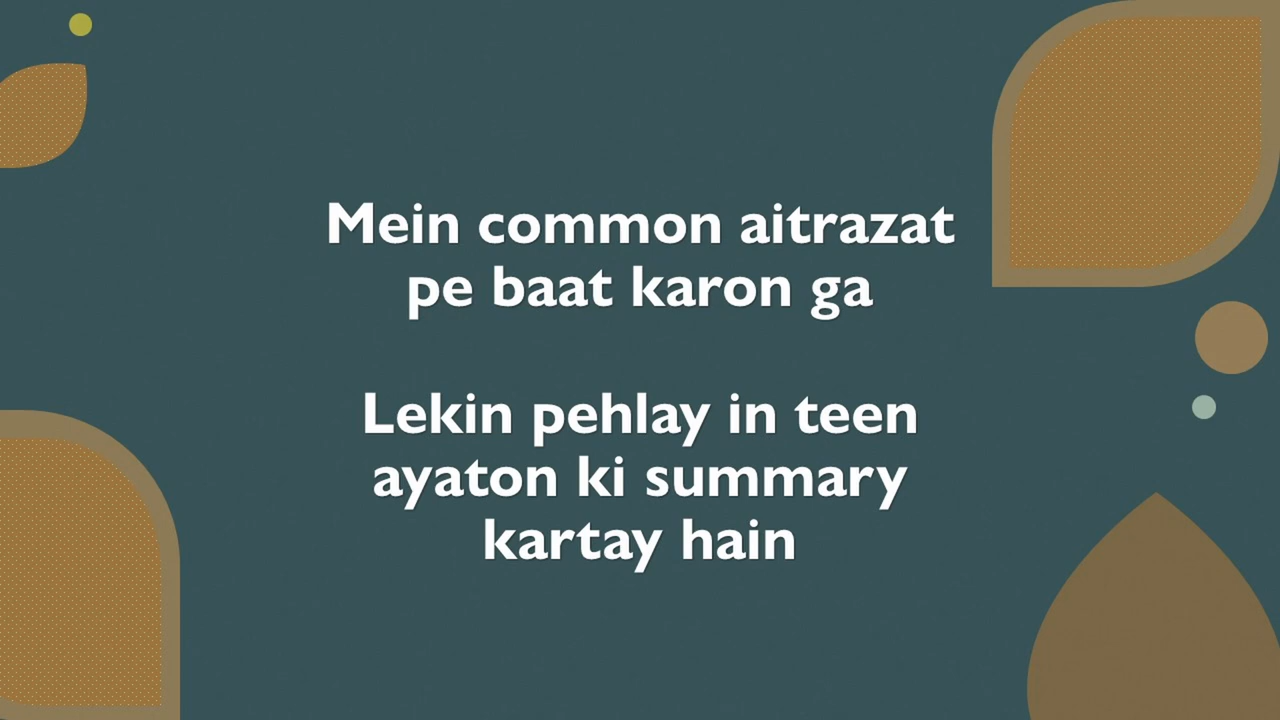 Mein common aitrazat
pe baat karon ga
Lekin pehlay in teen
ayaton ki summary
kartay hain